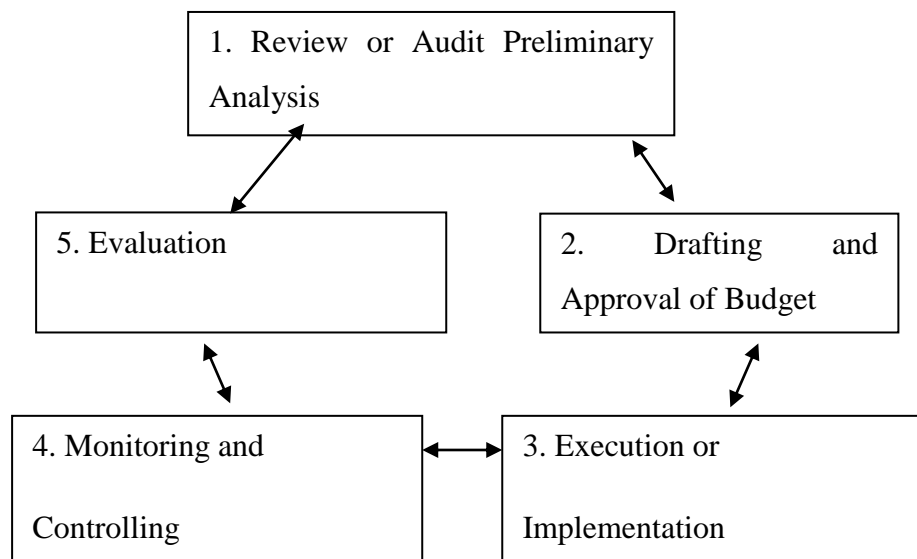 1. Review or Audit Preliminary
Analysis
5. Evaluation
2. Drafting and
Approval of Budget
4. Monitoring and
Controlling
3. Execution or
Implementation